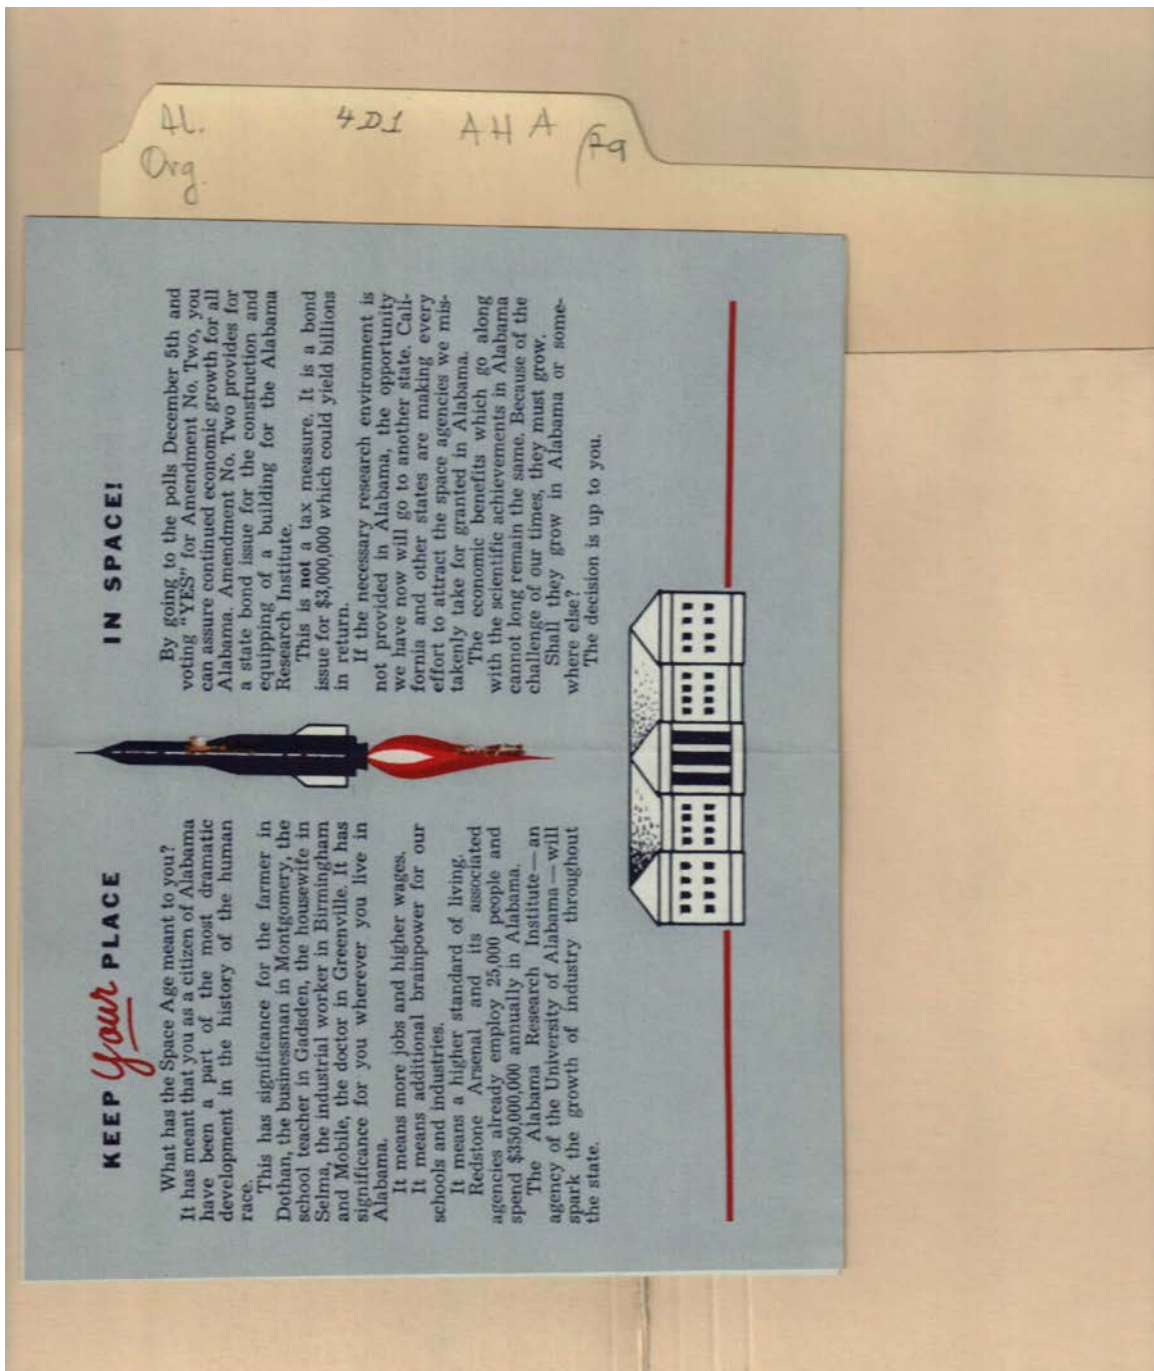 AL. 4D1 AHA
Org.
KEEP your PLACE IN SPACE!
What has the Space Age meant to you?
It has meant that you as a citizen of Alabama
have been a part of the most dramatic
development in the history of the human
race.
This has significance for the farmer in
Dothan, the businessman in Montgomery, the
school teacher in Gadsden, the housewife in
Selma, the industrial worker in Birmingham
and Mobile, the doctor in Greenville. It has
significance for you wherever you live in
Alabama.
It means more jobs and higher wages.
It means additional brainpower for our
schools and industries.
It means a higher standard of living.
Redstone Arsenal and its associated
agencies already employ 25,000 people and
spend $350,000,000 annually in Alabama.
The Alabama Research Institute—an
agency of the University of Alabama—will
spark the growth of industry throughout
the state.
By going to the polls December 5th and
voting "YES" for Amendment No. Two, you
can assure continued economic growth for all
Alabama. Amendment No. Two provides for
a state bond issue for the construction and
equipping of a building for the Alabama
Research Institute.
This is not a tax measure. It is a bond
issue for $3,000,000 which could yield billions
in return.
If the necessary research environment is
not provided in Alabama, the opportunity
we have now will go to another state. Cali-
fornia and other states are making every
effort to attract the space agencies we mis-
takenly take for granted in Alabama.
The economic benefits which go along
with the scientific achievements in Alabama
cannot long remain the same. Because of the
challenge of our times, they must grow.
Shall they grow in Alabama or some-
where else?
The decision is up to you.